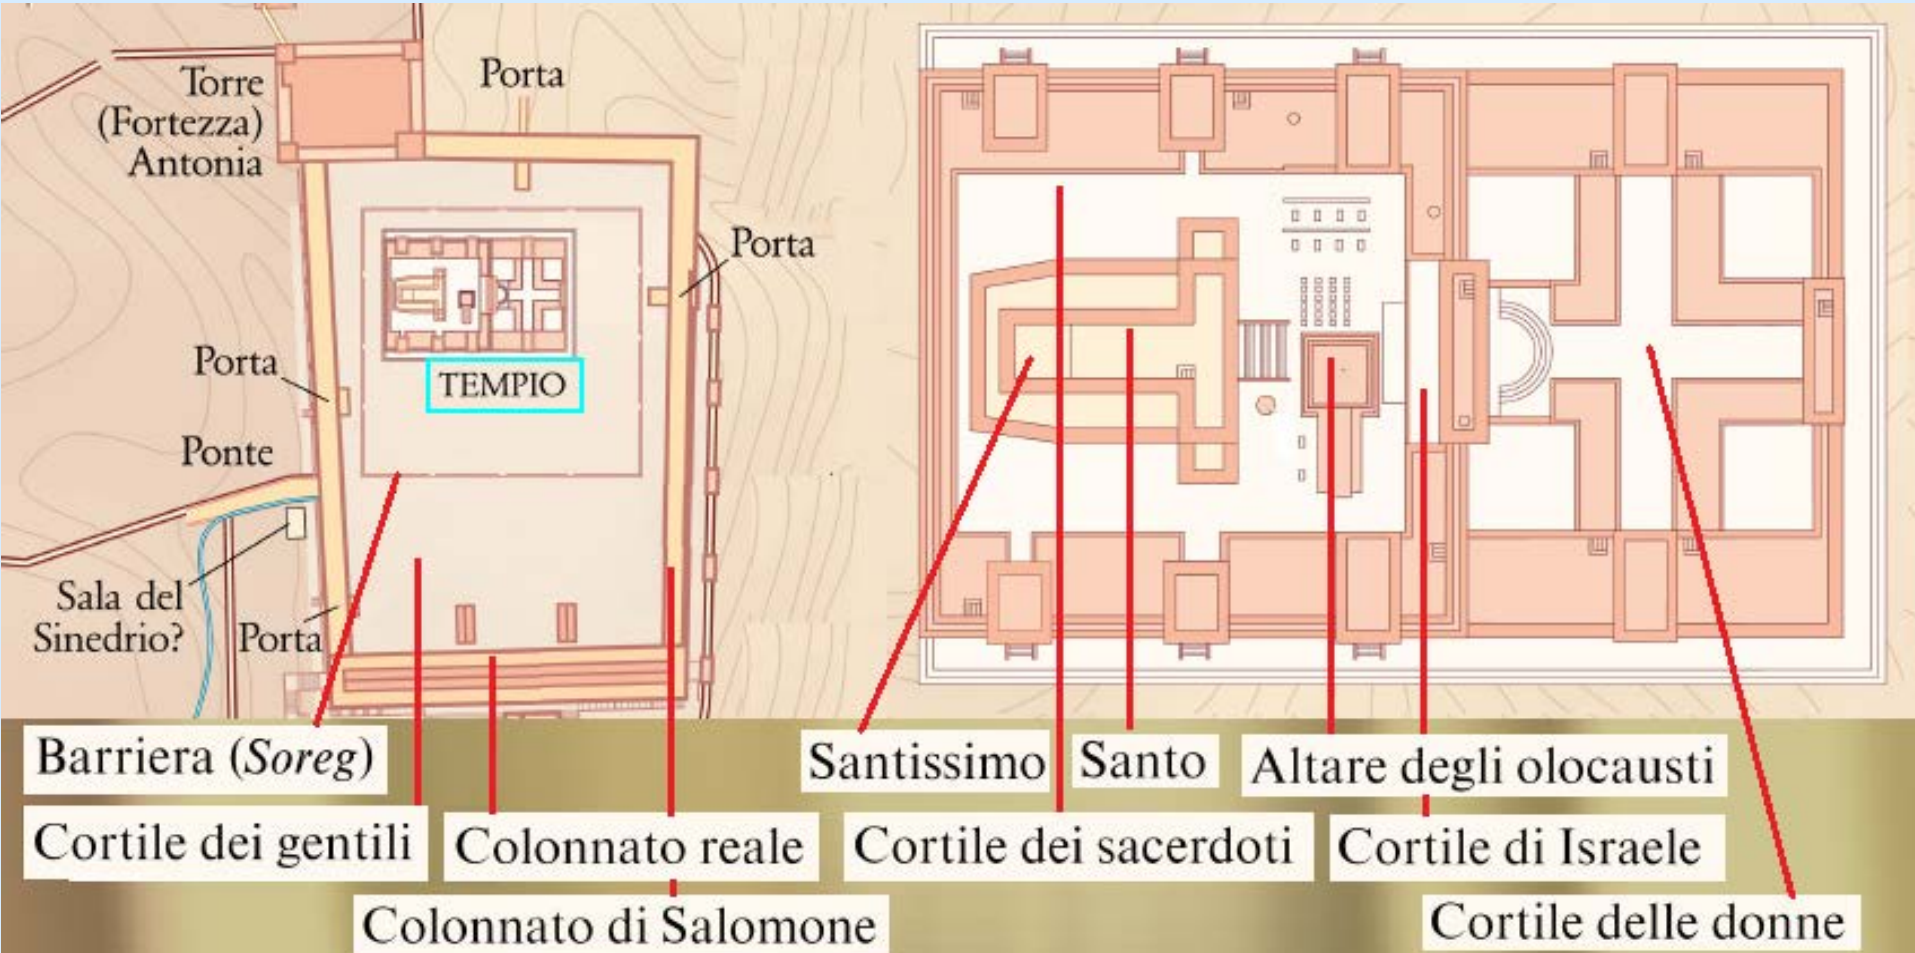 Torre
(Fortezza)
Antonia
Porta
Porta
Porta
TEMPIO
Ponte
Sala del
Sinedrio?
Porta
Barriera (Soreg)
Santissimo
Santo
Altare degli olocausti
Cortile dei gentili
Colonnato reale
Cortile dei sacerdoti
Cortile di Israele
Colonnato di Salomone
Cortile delle donne